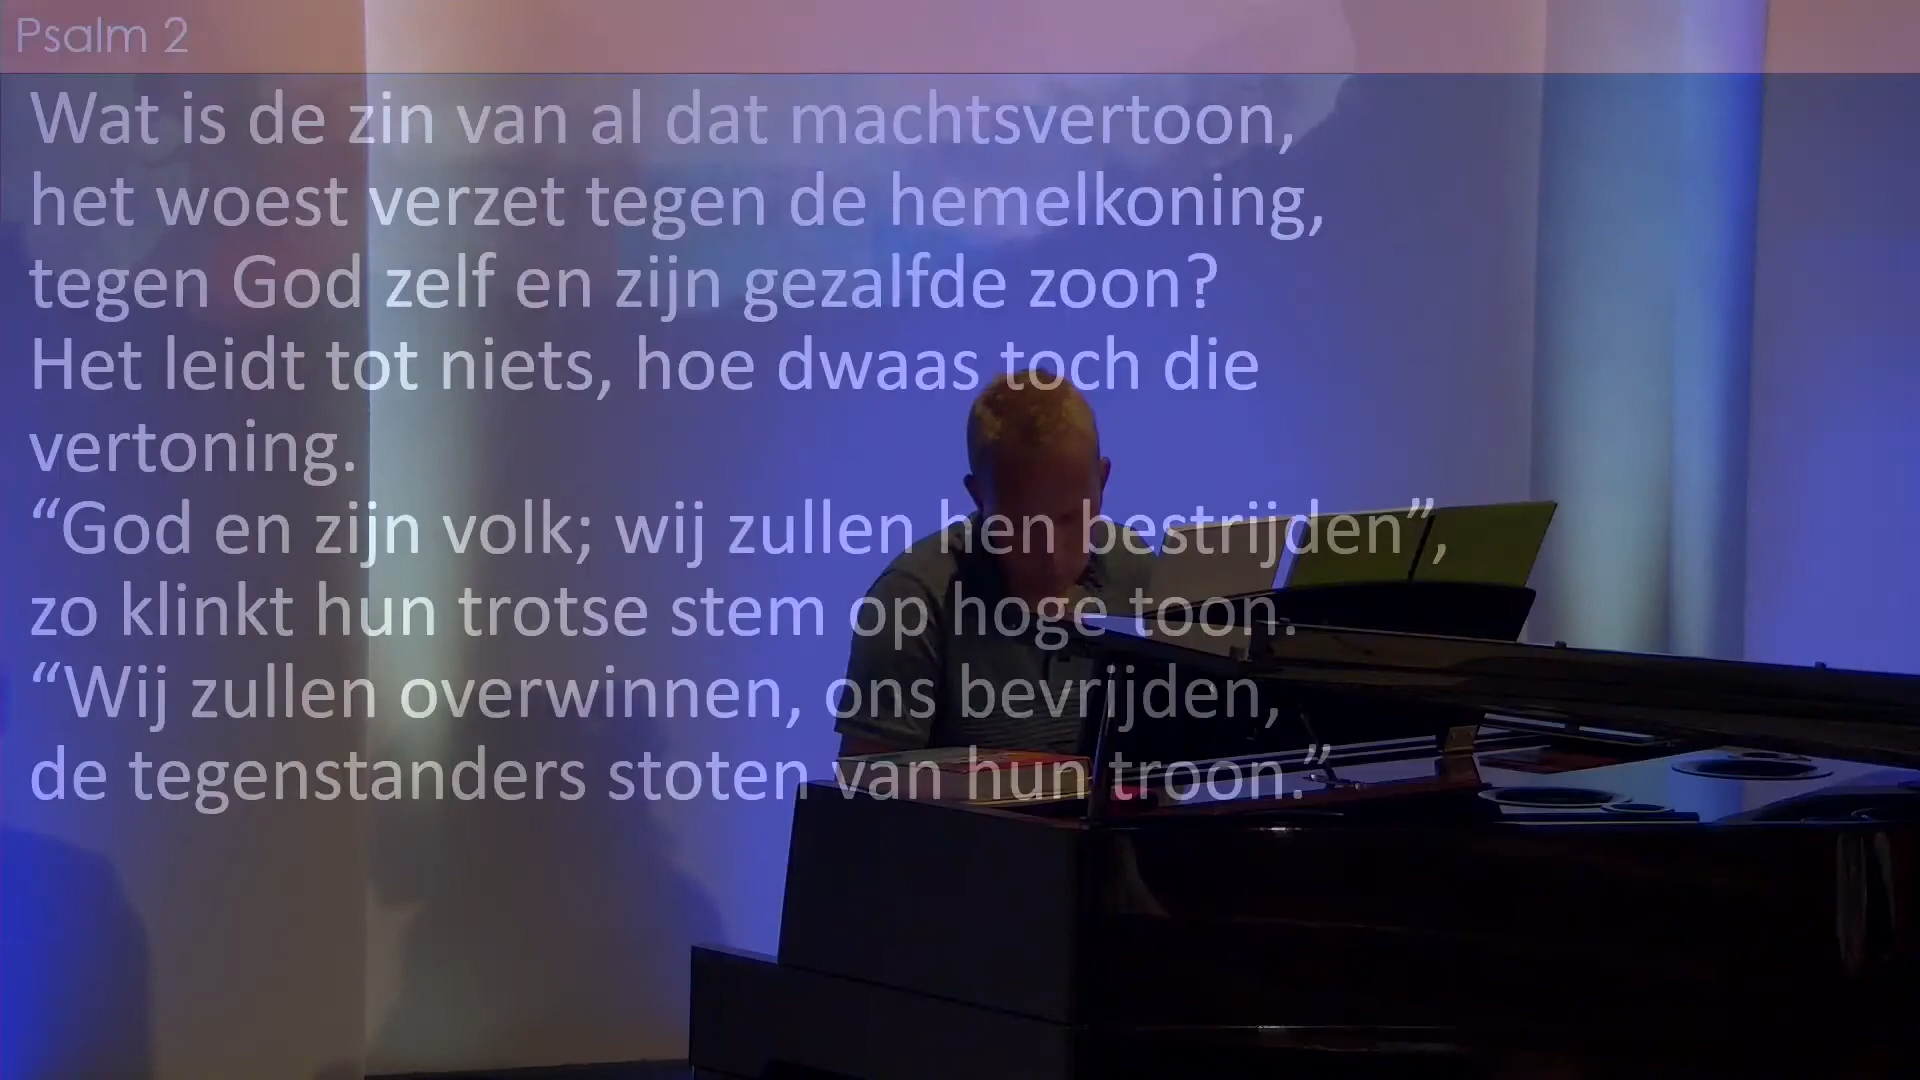 Psalm 2
Wat is de zin van al dat machtsvertoon,
het woest verzet tegen de hemelkoning,
tegen God zelf en zijn gezalfde zoon?
Het leidt tot niets, hoe dwaas toch die
vertoning.
“God en zijn volk; wij zullen hen bestrijden”,
zo klinkt hun trotse stem op hoge toon.
“Wij zullen overwinnen, ons bevrijden,
de tegenstanders stoten van hun troon.”